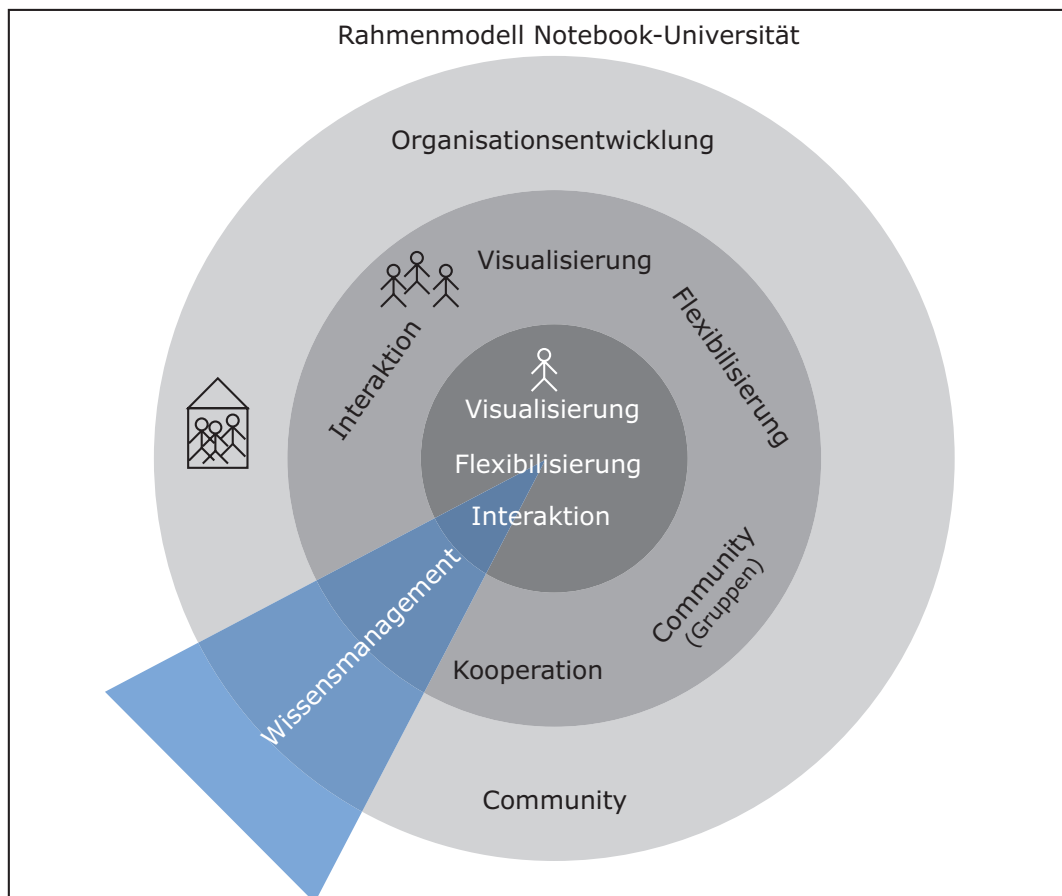 Rahmenmodell Notebook-Universität
Organisationsentwicklung
Visualisierung
Flexibilisierung
Interaktion
Visualisierung
Flexibilisierung
Interaktion
Community
(Gruppen)
Wissensmanagement
Kooperation
Community